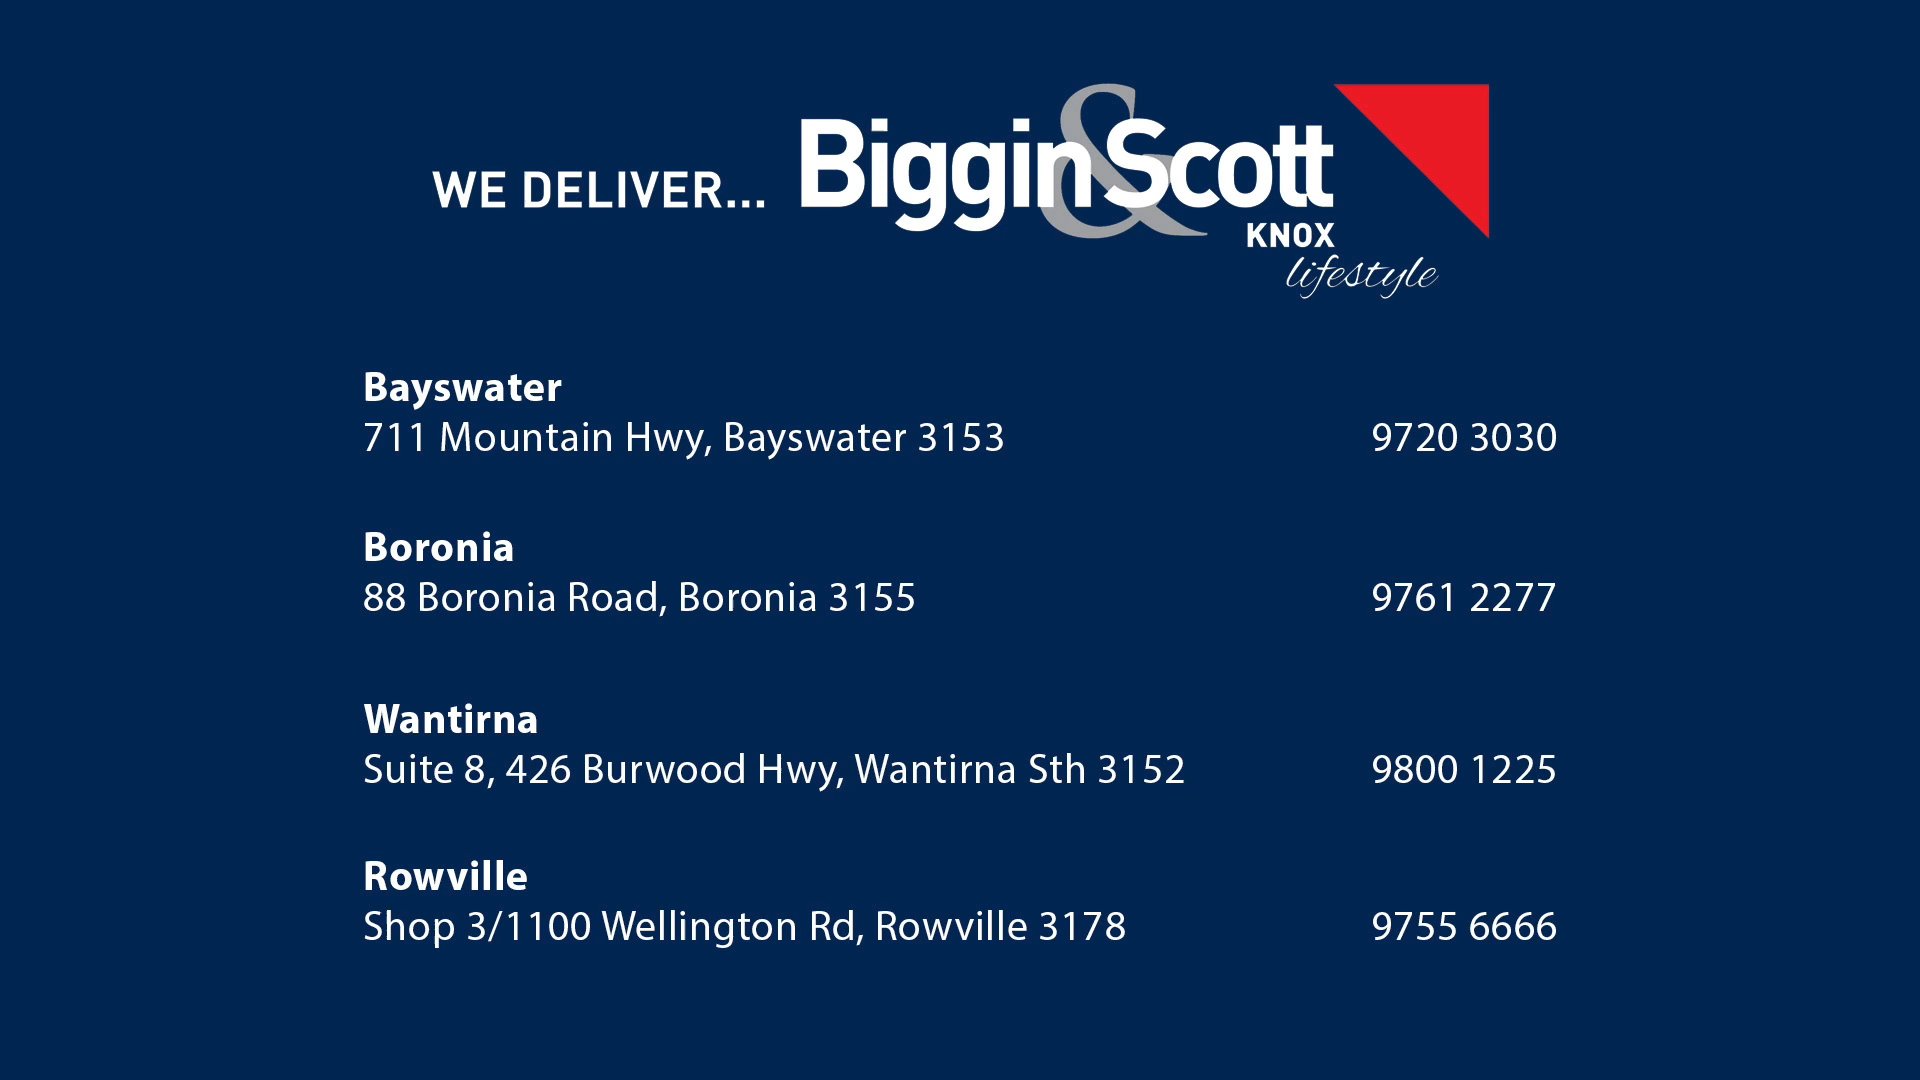 WE DELIVER... Biggin&Scott
KNOX
lifestyle
Bayswater
711 Mountain Hwy, Bayswater 3153 9720 3030
Boronia
88 Boronia Road, Boronia 3155 9761 2277
Wantirna
Suite 8, 426 Burwood Hwy, Wantirna Sth 3152 9800 1225
Rowville
Shop 3/1100 Wellington Rd, Rowville 3178 9755 6666